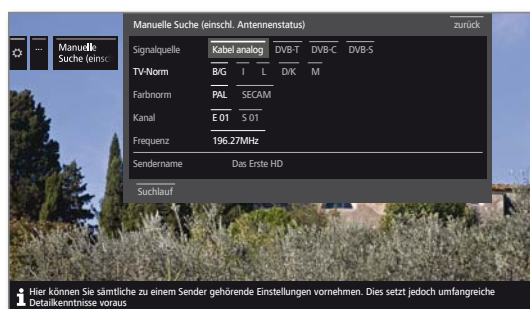 Manuelle Suche (einschl. Antennenstatus) zurück
... Manuelle
Suche (einsc
Signalquelle Kabel analog DVB-T DVB-C DVB-S
TV-Norm B/G I L D/K M
Farbnorm PAL SECAM
Kanal E 01 S 01
Frequenz 196.27MHz
Sendername Das Erste HD
Suchlauf
Hier können Sie sämtliche zu einem Sender gehörende Einstellungen vornehmen. Dies setzt jedoch umfangreiche
Detailkenntnisse voraus